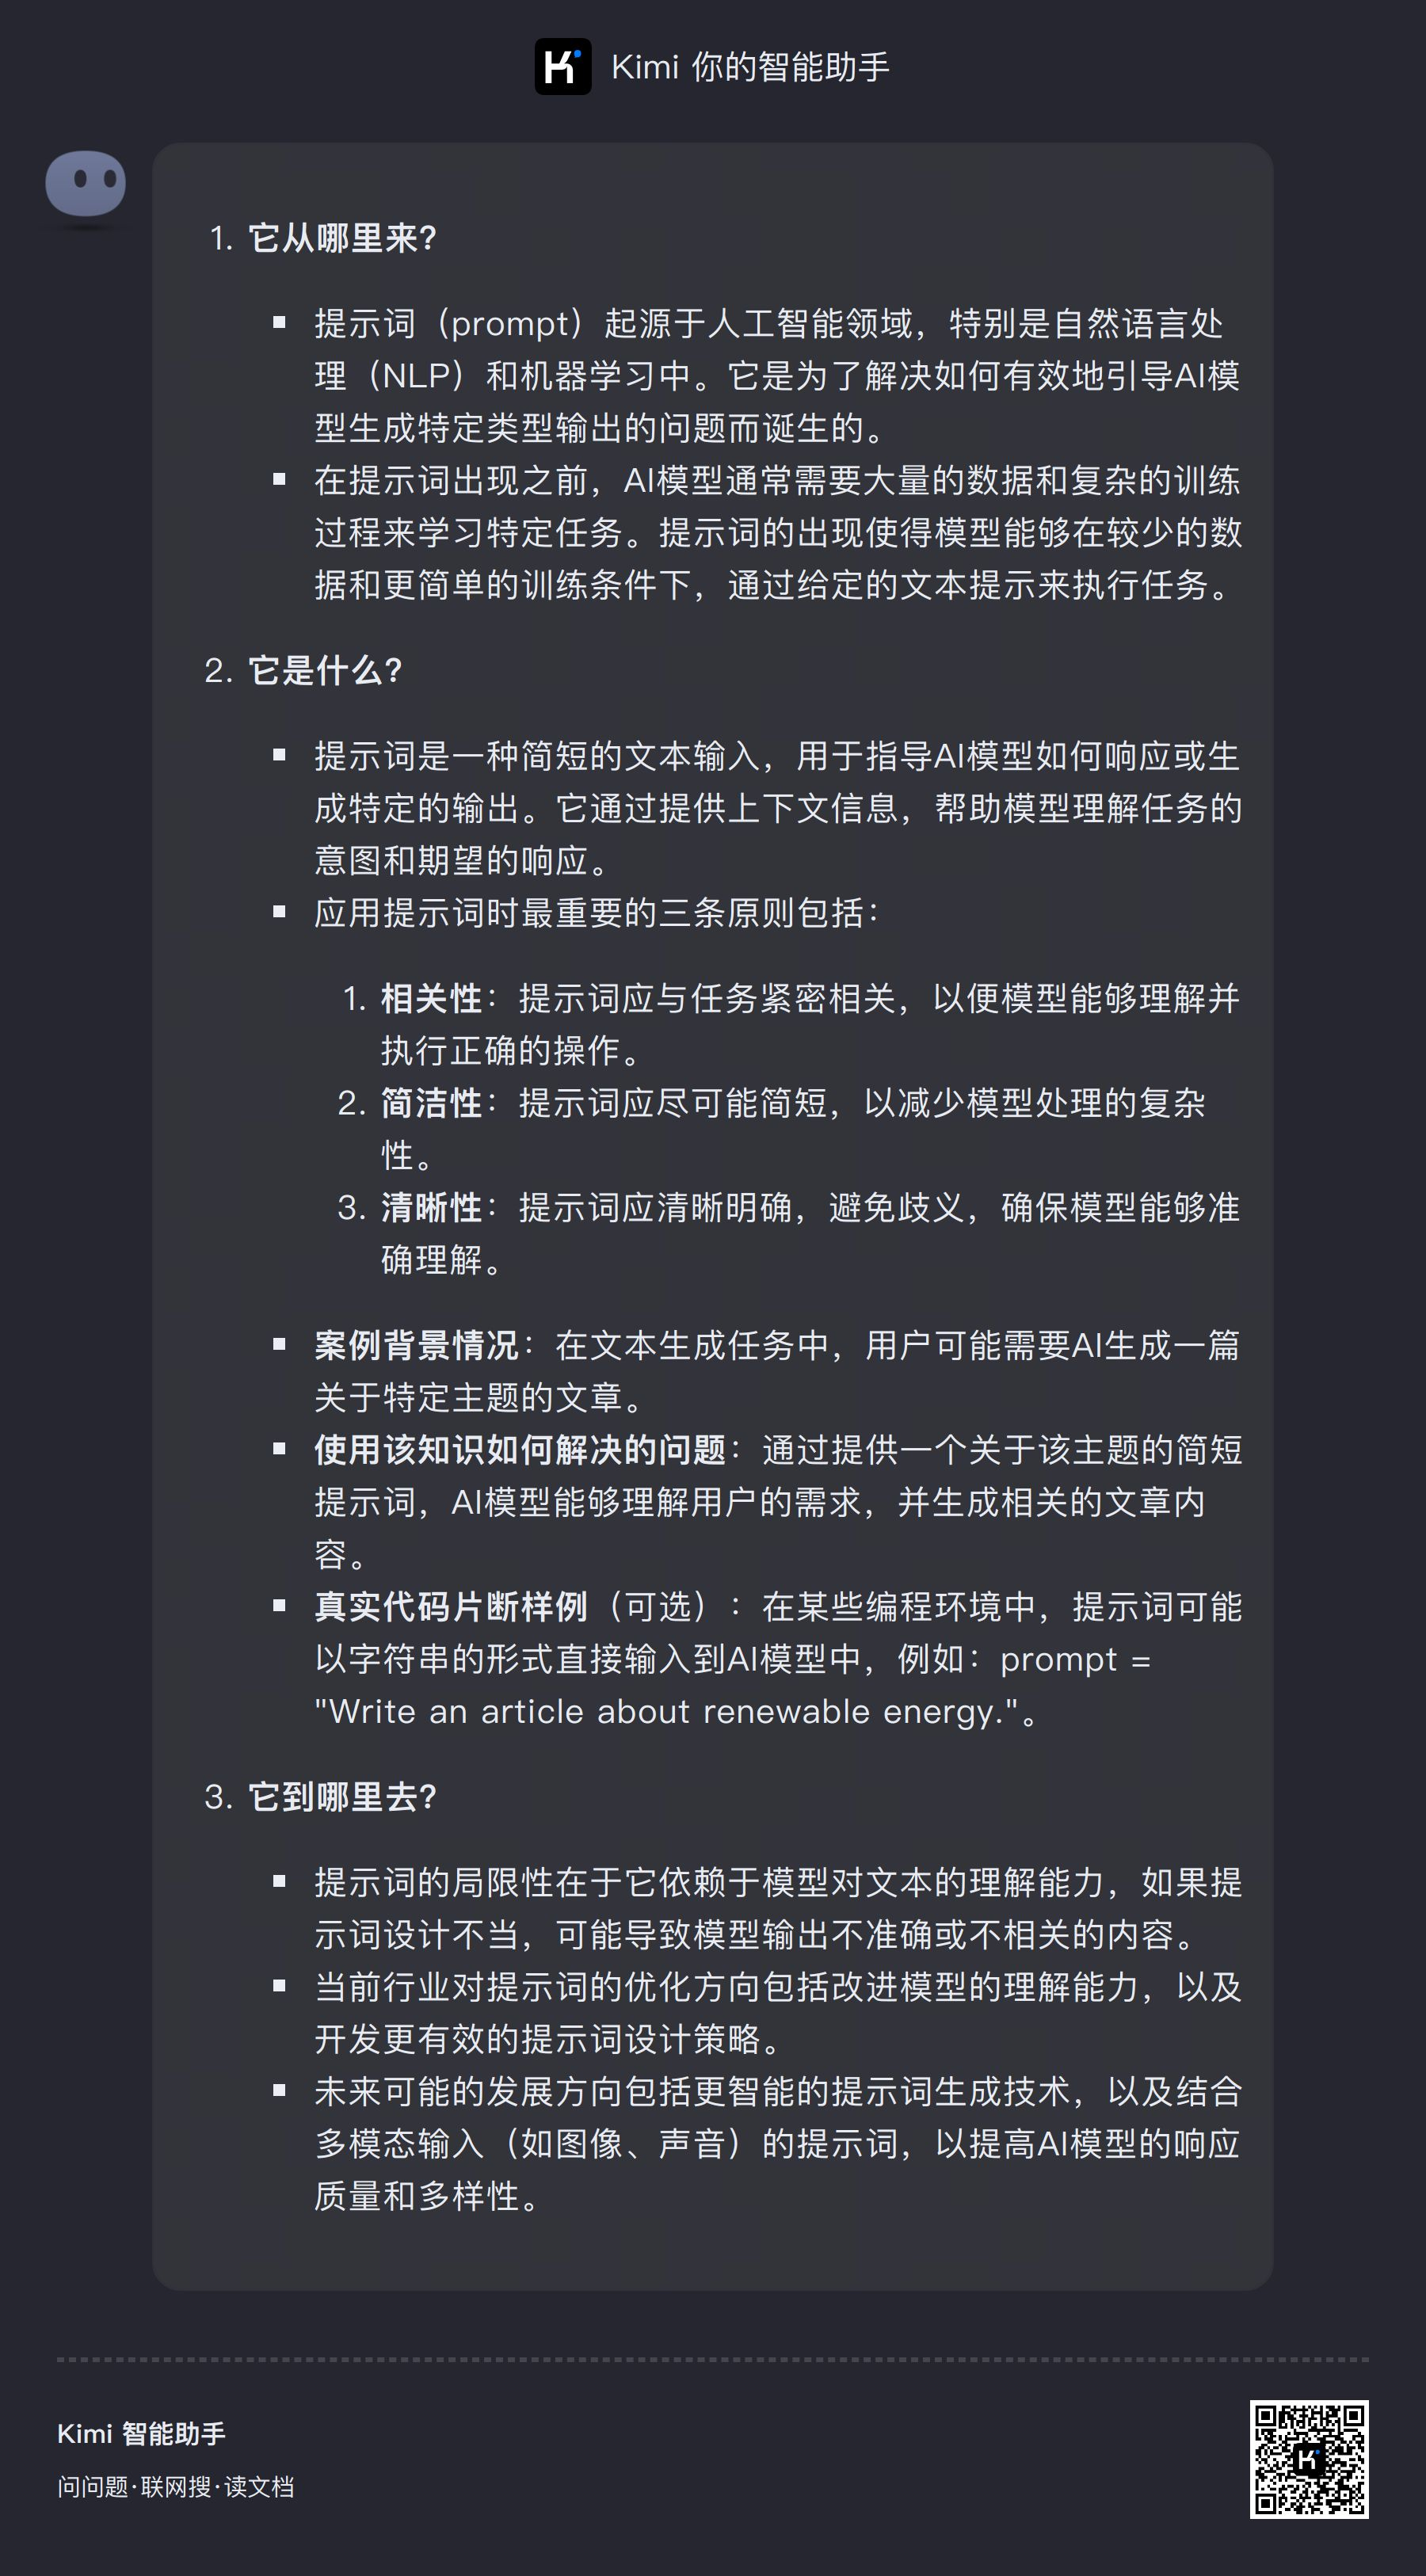 Kimi 你的智能助手
1. 它从哪里来?
▪ 提示词（prompt）起源于人工智能领域，特别是自然语言处
理（NLP）和机器学习中。它是为了解决如何有效地引导AI模
型生成特定类型输出的问题而诞生的。
▪ 在提示词出现之前，AI模型通常需要大量的数据和复杂的训练
过程来学习特定任务。提示词的出现使得模型能够在较少的数
据和更简单的训练条件下，通过给定的文本提示来执行任务。
2. 它是什么?
▪ 提示词是一种简短的文本输入，用于指导AI模型如何响应或生
成特定的输出。它通过提供上下文信息，帮助模型理解任务的
意图和期望的响应。
▪ 应用提示词时最重要的三条原则包括：
1. 相关性：提示词应与任务紧密相关，以便模型能够理解并
执行正确的操作。
2. 简洁性：提示词应尽可能简短，以减少模型处理的复杂
性。
3. 清晰性：提示词应清晰明确，避免歧义，确保模型能够准
确理解。
▪ 案例背景情况：在文本生成任务中，用户可能需要AI生成一篇
关于特定主题的文章。
▪ 使用该知识如何解决的问题：通过提供一个关于该主题的简短
提示词，AI模型能够理解用户的需求，并生成相关的文章内
容。
▪ 真实代码片断样例（可选）：在某些编程环境中，提示词可能
以字符串的形式直接输入到AI模型中，例如：prompt =
"Write an article about renewable energy."。
3. 它到哪里去?
▪ 提示词的局限性在于它依赖于模型对文本的理解能力，如果提
示词设计不当，可能导致模型输出不准确或不相关的内容。
▪ 当前行业对提示词的优化方向包括改进模型的理解能力，以及
开发更有效的提示词设计策略。
▪ 未来可能的发展方向包括更智能的提示词生成技术，以及结合
多模态输入（如图像、声音）的提示词，以提高AI模型的响应
质量和多样性。
Kimi 智能助手
问问题·联网搜·读文档